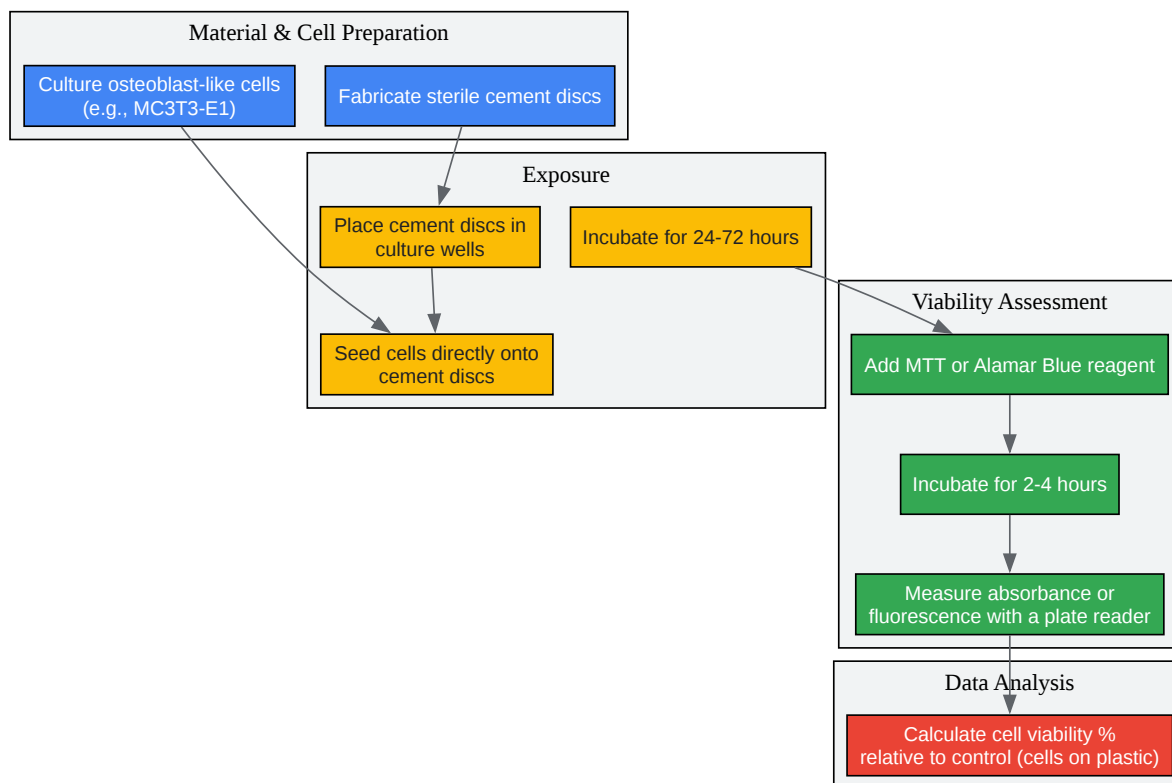 Material & Cell Preparation
Culture osteoblast-like cells
(e.g., MC3T3-E1)
Fabricate sterile cement discs
Exposure
Place cement discs in
culture wells
Incubate for 24-72 hours
Seed cells directly onto
cement discs
Viability Assessment
Add MTT or Alamar Blue reagent
Incubate for 2-4 hours
Measure absorbance or
fluorescence with a plate reader
Data Analysis
Calculate cell viability %
relative to control (cells on plastic)